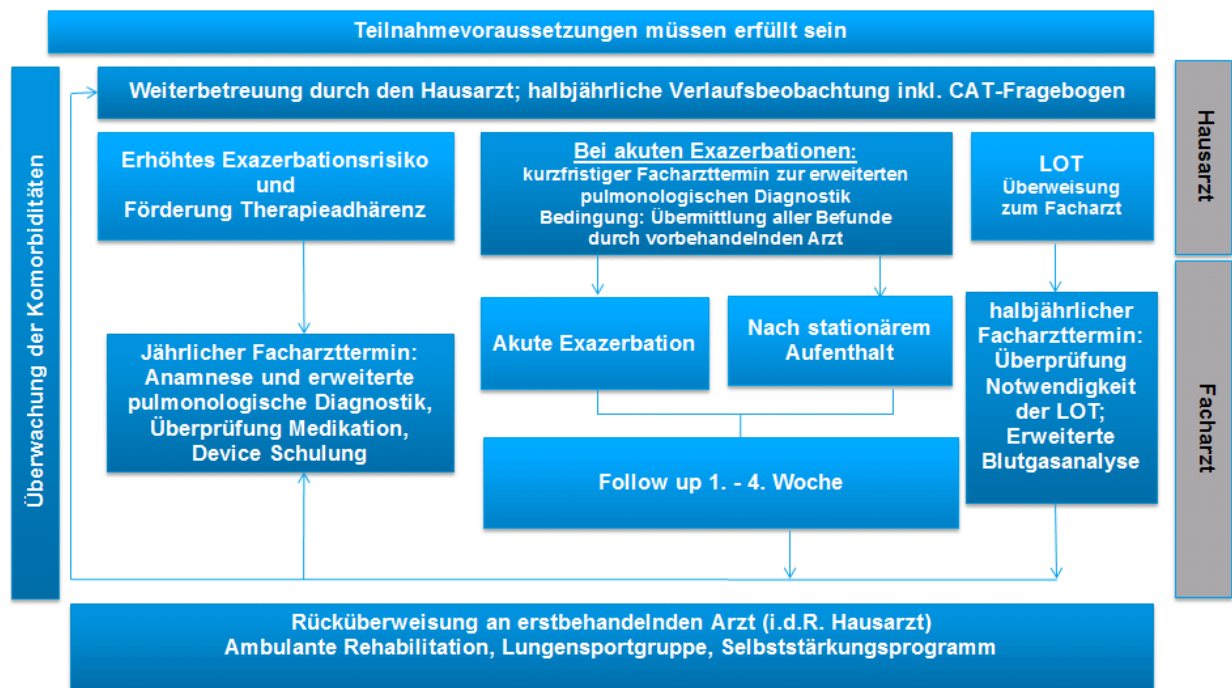 Teilnahmevoraussetzungen müssen erfüllt sein
Weiterbetreuung durch den Hausarzt; halbjährliche Verlaufsbeobachtung inkl. CAT-Fragebogen
Überwachung der Komorbiditäten
Hausarzt
Erhöhtes Exazerbationsrisiko
und
Förderung Therapieadhärenz
Bei akuten Exazerbationen:
kurzfristiger Facharzttermin zur erweiterten
pulmonologischen Diagnostik
Bedingung: Übermittlung aller Befunde
durch vorbehandelnden Arzt
LOT
Überweisung
zum Facharzt
Facharzt
Jährlicher Facharzttermin:
Anamnese und erweiterte
pulmonologische Diagnostik,
Überprüfung Medikation,
Device Schulung
Akute Exazerbation
Nach stationärem
Aufenthalt
halbjährlicher
Facharzttermin:
Überprüfung
Notwendigkeit
der LOT;
Erweiterte
Blutgasanalyse
Follow up 1. - 4. Woche
Rücküberweisung an erstbehandelnden Arzt (i.d.R. Hausarzt)
Ambulante Rehabilitation, Lungensportgruppe, Selbststärkungsprogramm